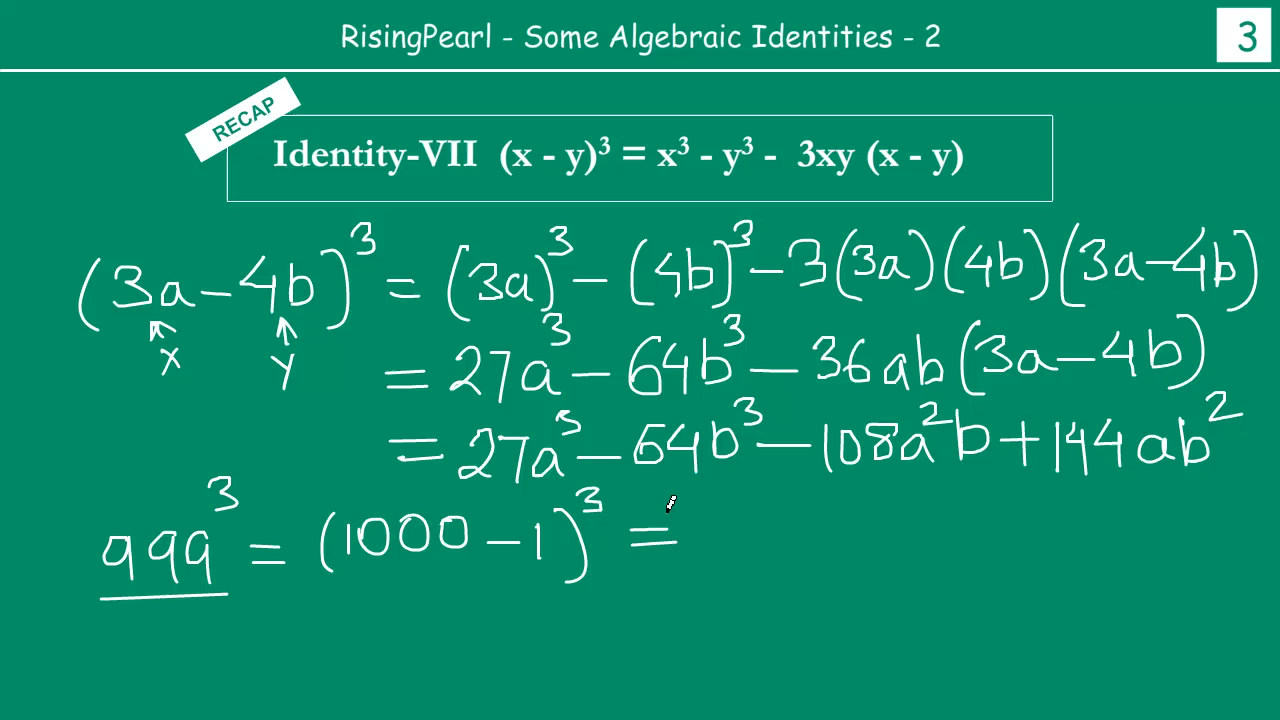 RisingPearl - Some Algebraic Identities - 2
3
RECAP
Identity-VII (x - y)³ = x³ - y³ - 3xy (x - y)
(3a - 4b)³ = (3a)³ - (4b)³ - 3(3a)(4b)(3a - 4b)
x y
= 27a³ - 64b³ - 36ab(3a - 4b)
= 27a³ - 64b³ - 108a²b + 144ab²
999³ = (1000 - 1)³ =